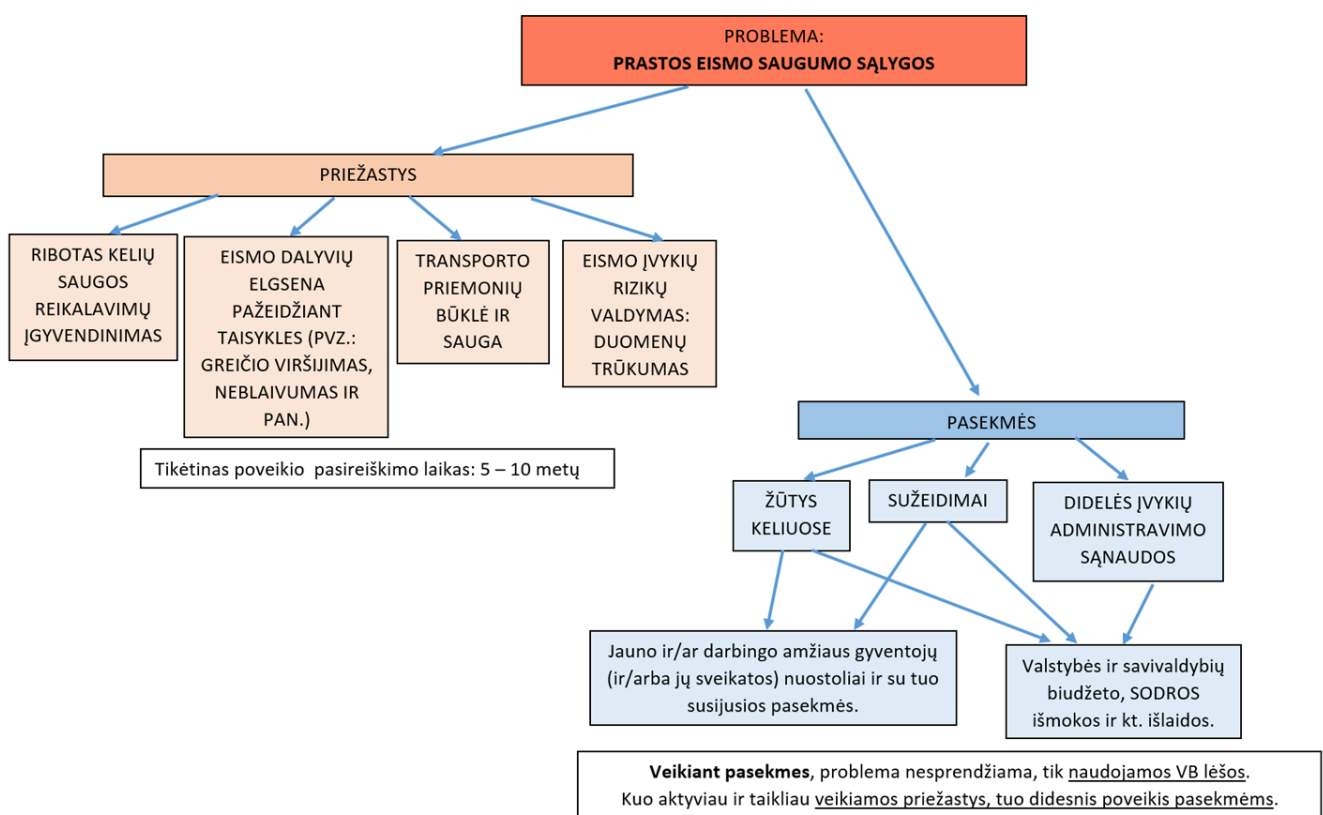 PROBLEMA:
PRASTOS EISMO SAUGUMO SĄLYGOS
PRIEŽASTYS
RIBOTAS KELIŲ
SAUGOS
REIKALAVIMŲ
ĮGYVENDINIMAS
EISMO DALYVIŲ
ELGSENA
PAŽEIDŽIANT
TAISYKLES (PVZ.:
GREIČIO VIRŠIJIMAS,
NEBLAIVUMAS IR
PAN.)
TRANSPORTO
PRIEMONIŲ
BŪKLĖ IR
SAUGA
EISMO ĮVYKIŲ
RIZIKŲ
VALDYMAS:
DUOMENŲ
TRŪKUMAS
Tikėtinas poveikio pasireiškimo laikas: 5 – 10 metų
PASEKMĖS
ŽŪTYS
KELIUOSE
SUŽEIDIMAI
DIDELĖS ĮVYKIŲ
ADMINISTRAVIMO
SĄNAUDOS
Jauno ir/ar darbingo amžiaus gyventojų
(ir/arba jų sveikatos) nuostoliai ir su tuo
susijusios pasekmės.
Valstybės ir savivaldybių
biudžeto, SODROS
išmokos ir kt. išlaidos.
Veikiant pasekmes, problema nesprendžiama, tik naudojamos VB lėšos.
Kuo aktyviau ir taikliau veikiamos priežastys, tuo didesnis poveikis pasekmėms.